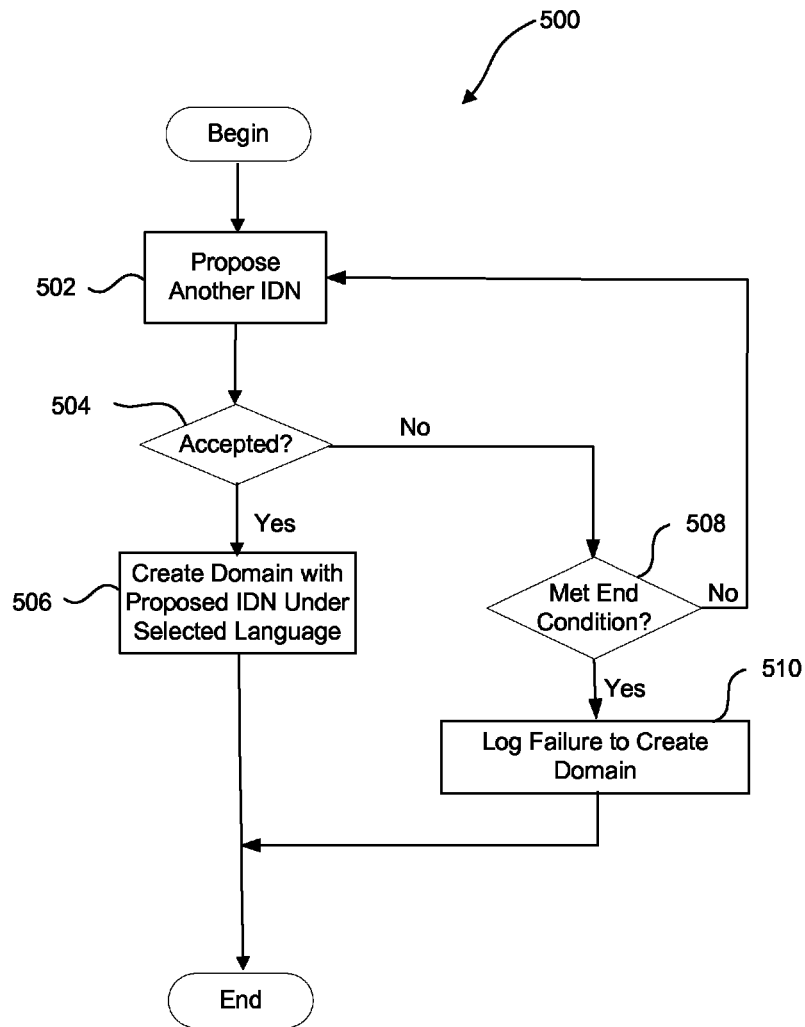 500
Begin
502
Propose
Another IDN
504
Accepted?
No
Yes
508
506
Create Domain with
Proposed IDN Under
Selected Language
Met End
Condition?
No
Yes
510
Log Failure to Create
Domain
End